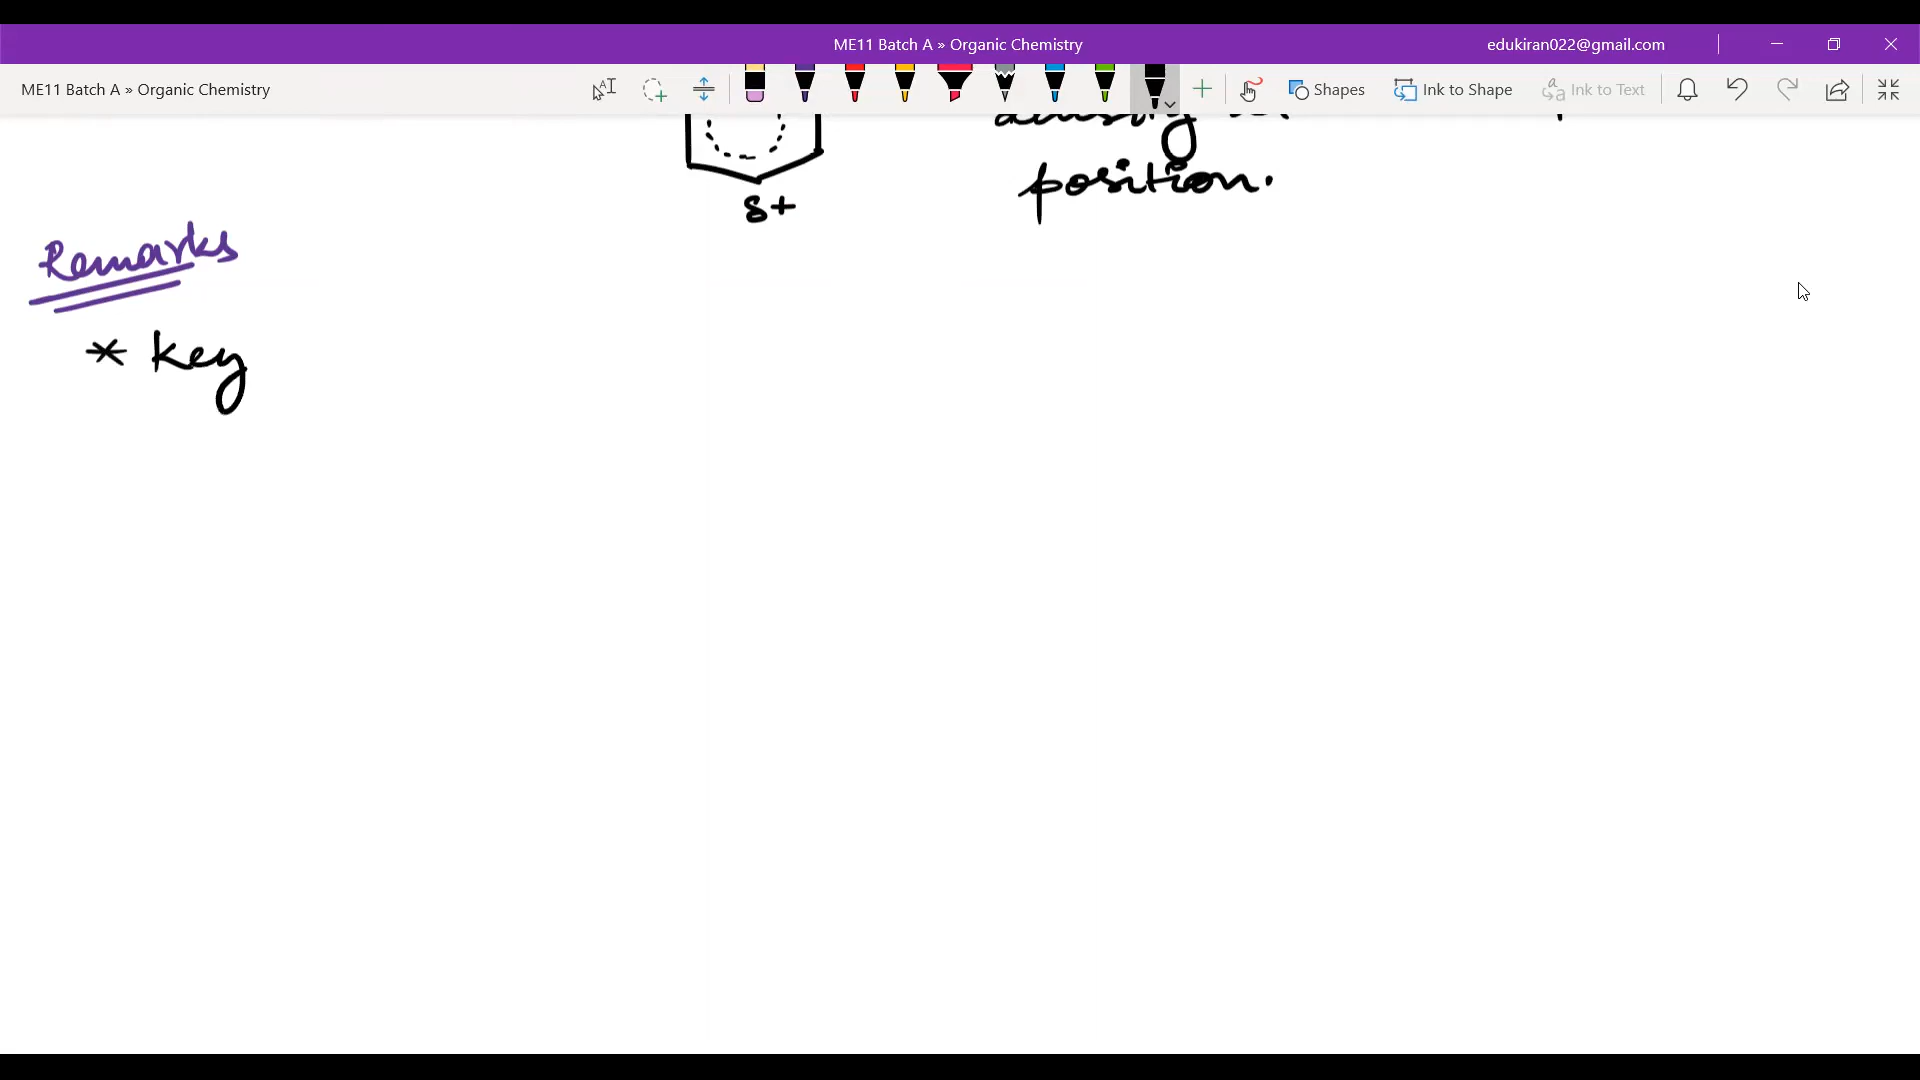 ME11 Batch A » Organic Chemistry
edukiran022@gmail.com
ME11 Batch A » Organic Chemistry
Shapes
Ink to Shape
Ink to Text
position.
δ+
Remarks
* Key